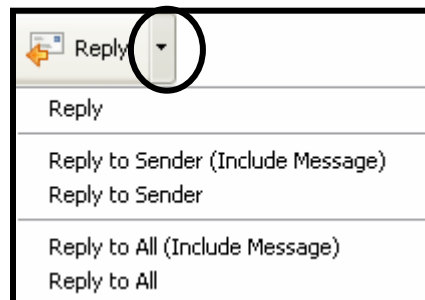 Reply
Reply
Reply to Sender (Include Message)
Reply to Sender
Reply to All (Include Message)
Reply to All